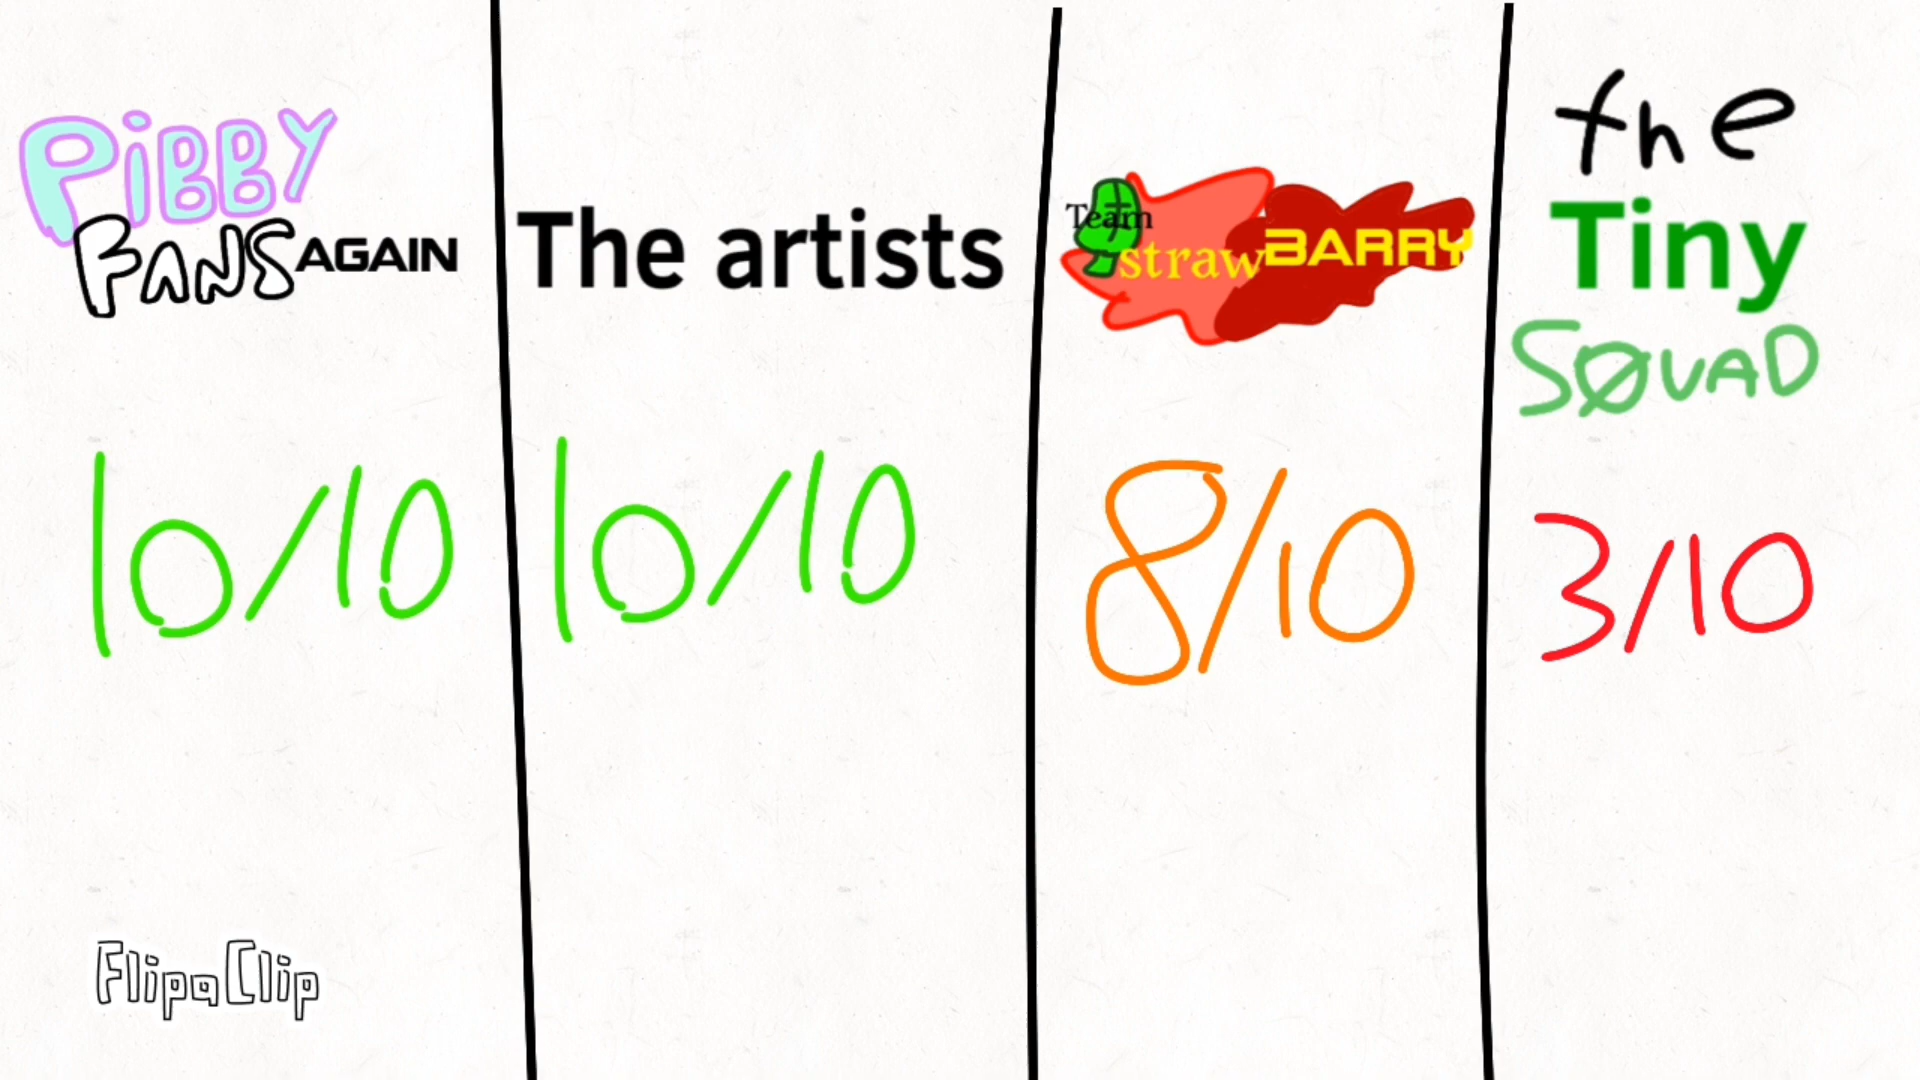 PiBBY
FANS AGAIN
10/10
The artists
10/10
Team
strawBARRY
8/10
the
Tiny
SQUAD
3/10
FlipaClip